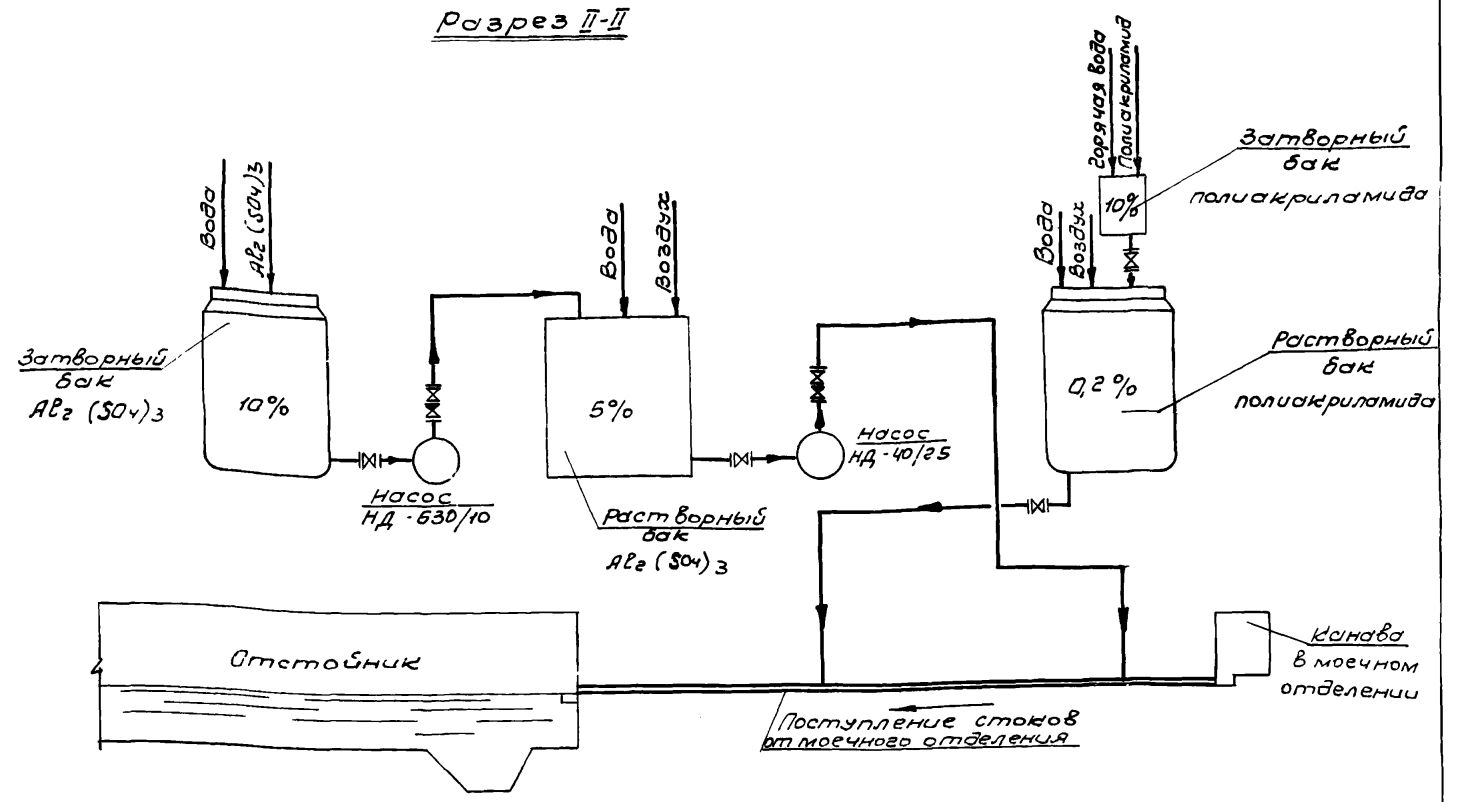 Разрез II-II
Вода
Al2 (SO4)3
Затворный
бак
Al2 (SO4)3
10%
Насос
НД-630/10
Вода
Воздух
5%
Растворный
бак
Al2 (SO4)3
Насос
НД-40/25
Горячая вода
Полиакриламид
10%
Затворный
бак
полиакриламида
Вода
Воздух
0,2%
Растворный
бак
полиакриламида
Отстойник
Поступление стоков
от моечного отделения
Канава
в моечном
отделении